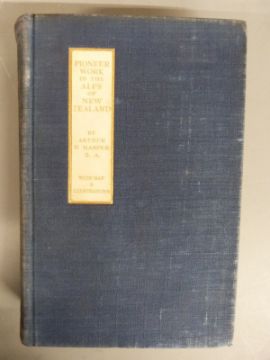 PIONEER
WORK
IN THE
ALPS
OF
NEW
ZEALAND
BY
ARTHUR
P. HARPER
B. A.
WITH MAP
&
ILLUSTRATIONS